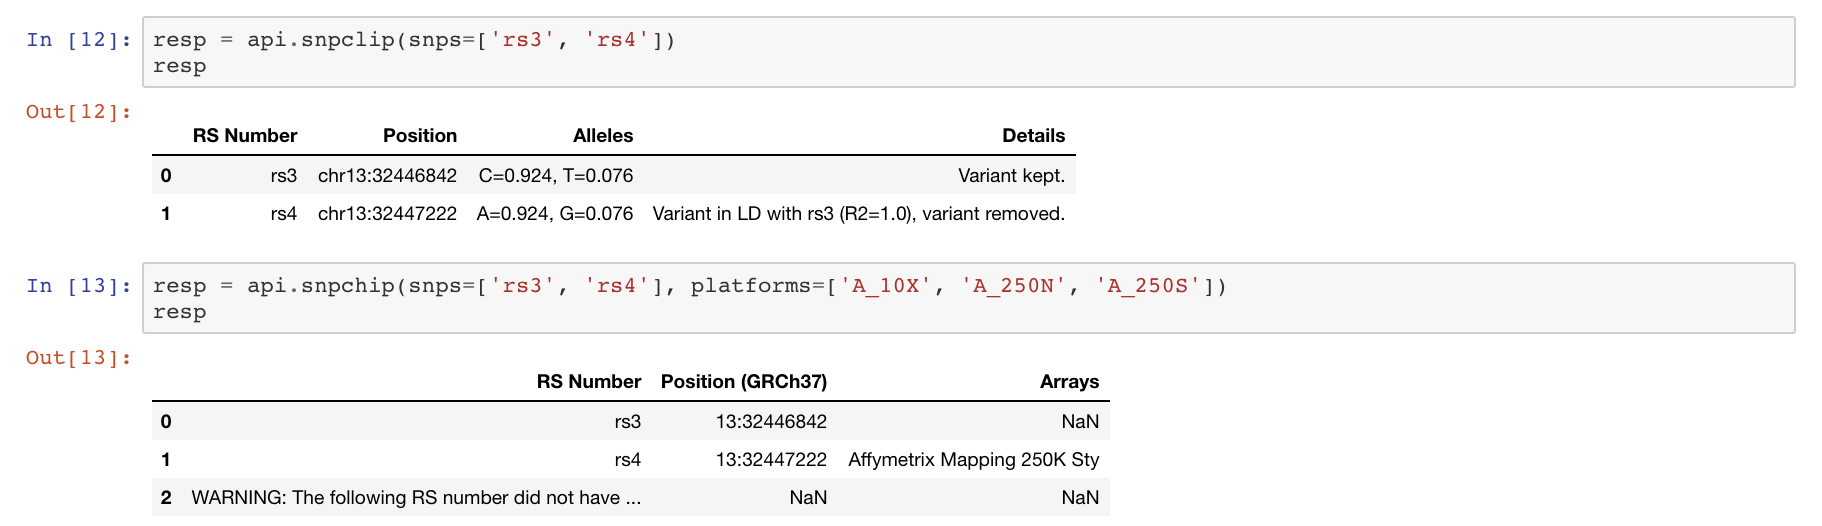 In [12]: resp = api.snpclip(snps=['rs3', 'rs4'])
resp
Out[12]:
RS Number Position Alleles Details
0 rs3 chr13:32446842 C=0.924, T=0.076 Variant kept.
1 rs4 chr13:32447222 A=0.924, G=0.076 Variant in LD with rs3 (R2=1.0), variant removed.
In [13]: resp = api.snpchip(snps=['rs3', 'rs4'], platforms=['A_10X', 'A_250N', 'A_250S'])
resp
Out[13]:
RS Number Position (GRCh37) Arrays
0 rs3 13:32446842 NaN
1 rs4 13:32447222 Affymetrix Mapping 250K Sty
2 WARNING: The following RS number did not have ... NaN NaN